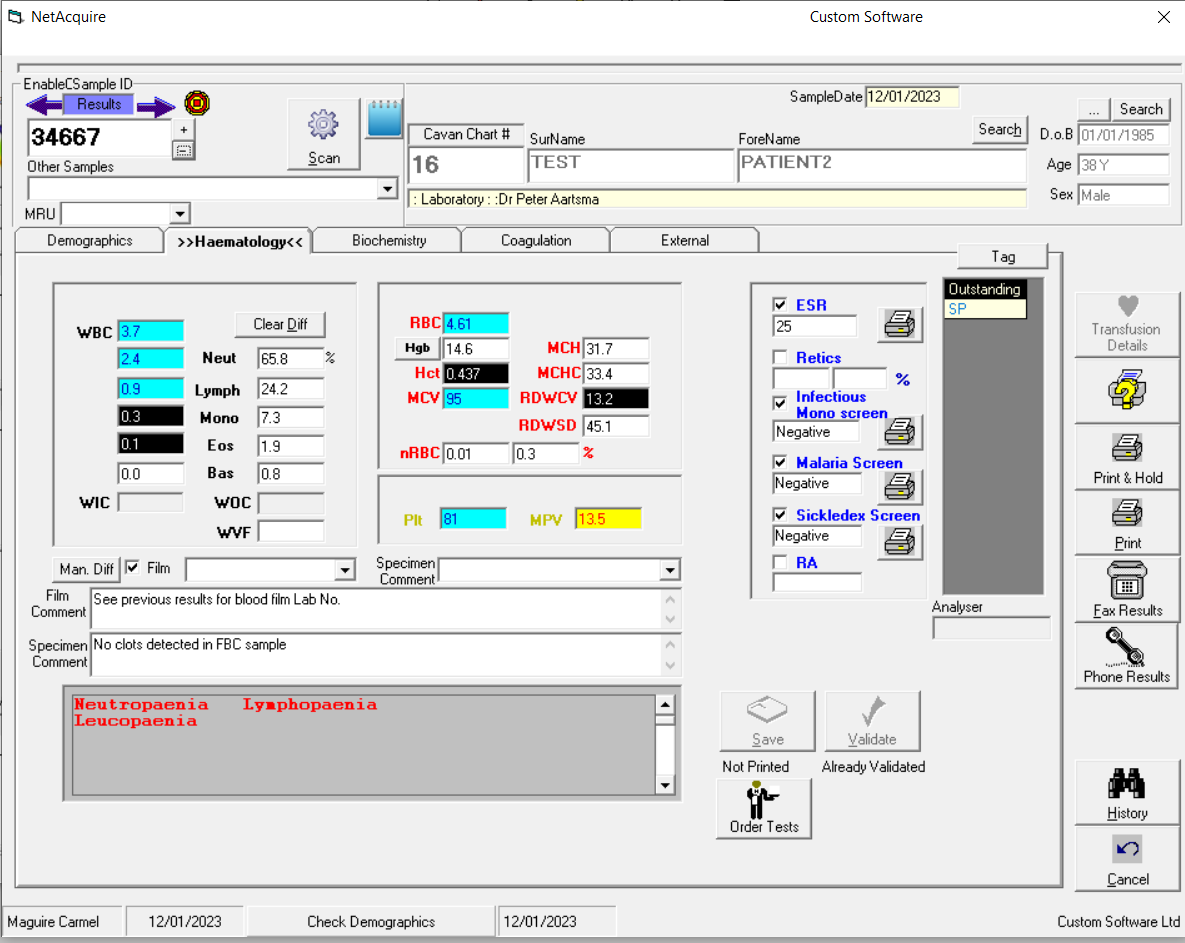 NetAcquire
Custom Software
EnableCSample ID
Results
34667
+
Other Samples
MRU
Scan
Cavan Chart #
16
SurName
TEST
ForeName
PATIENT2
SampleDate 12/01/2023
Search
: Laboratory : :Dr Peter Aartsma
... Search
D.o.B 01/01/1985
Age 38 Y
Sex Male
Demographics >>Haematology<< Biochemistry Coagulation External
WBC 3.7 Clear Diff
2.4 Neut 65.8 %
0.9 Lymph 24.2
0.3 Mono 7.3
0.1 Eos 1.9
0.0 Bas 0.8
WIC WOC
WVF
RBC 4.61
Hgb 14.6 MCH 31.7
Hct 0.437 MCHC 33.4
MCV 95 RDWCV 13.2
RDWSD 45.1
nRBC 0.01 0.3 %
Plt 81 MPV 13.5
ESR
25
Retics
%
Infectious
Mono screen
Negative
Malaria Screen
Negative
Sickledex Screen
Negative
RA
Tag
Outstanding
SP
Analyser
Man. Diff Film
Specimen
Comment
Film
Comment
See previous results for blood film Lab No.
Specimen
Comment
No clots detected in FBC sample
Neutropaenia Lymphopaenia
Leucopaenia
Save
Validate
Not Printed
Already Validated
Order Tests
Transfusion
Details
Print & Hold
Print
Fax Results
Phone Results
History
Cancel
Maguire Carmel 12/01/2023 Check Demographics 12/01/2023 Custom Software Ltd